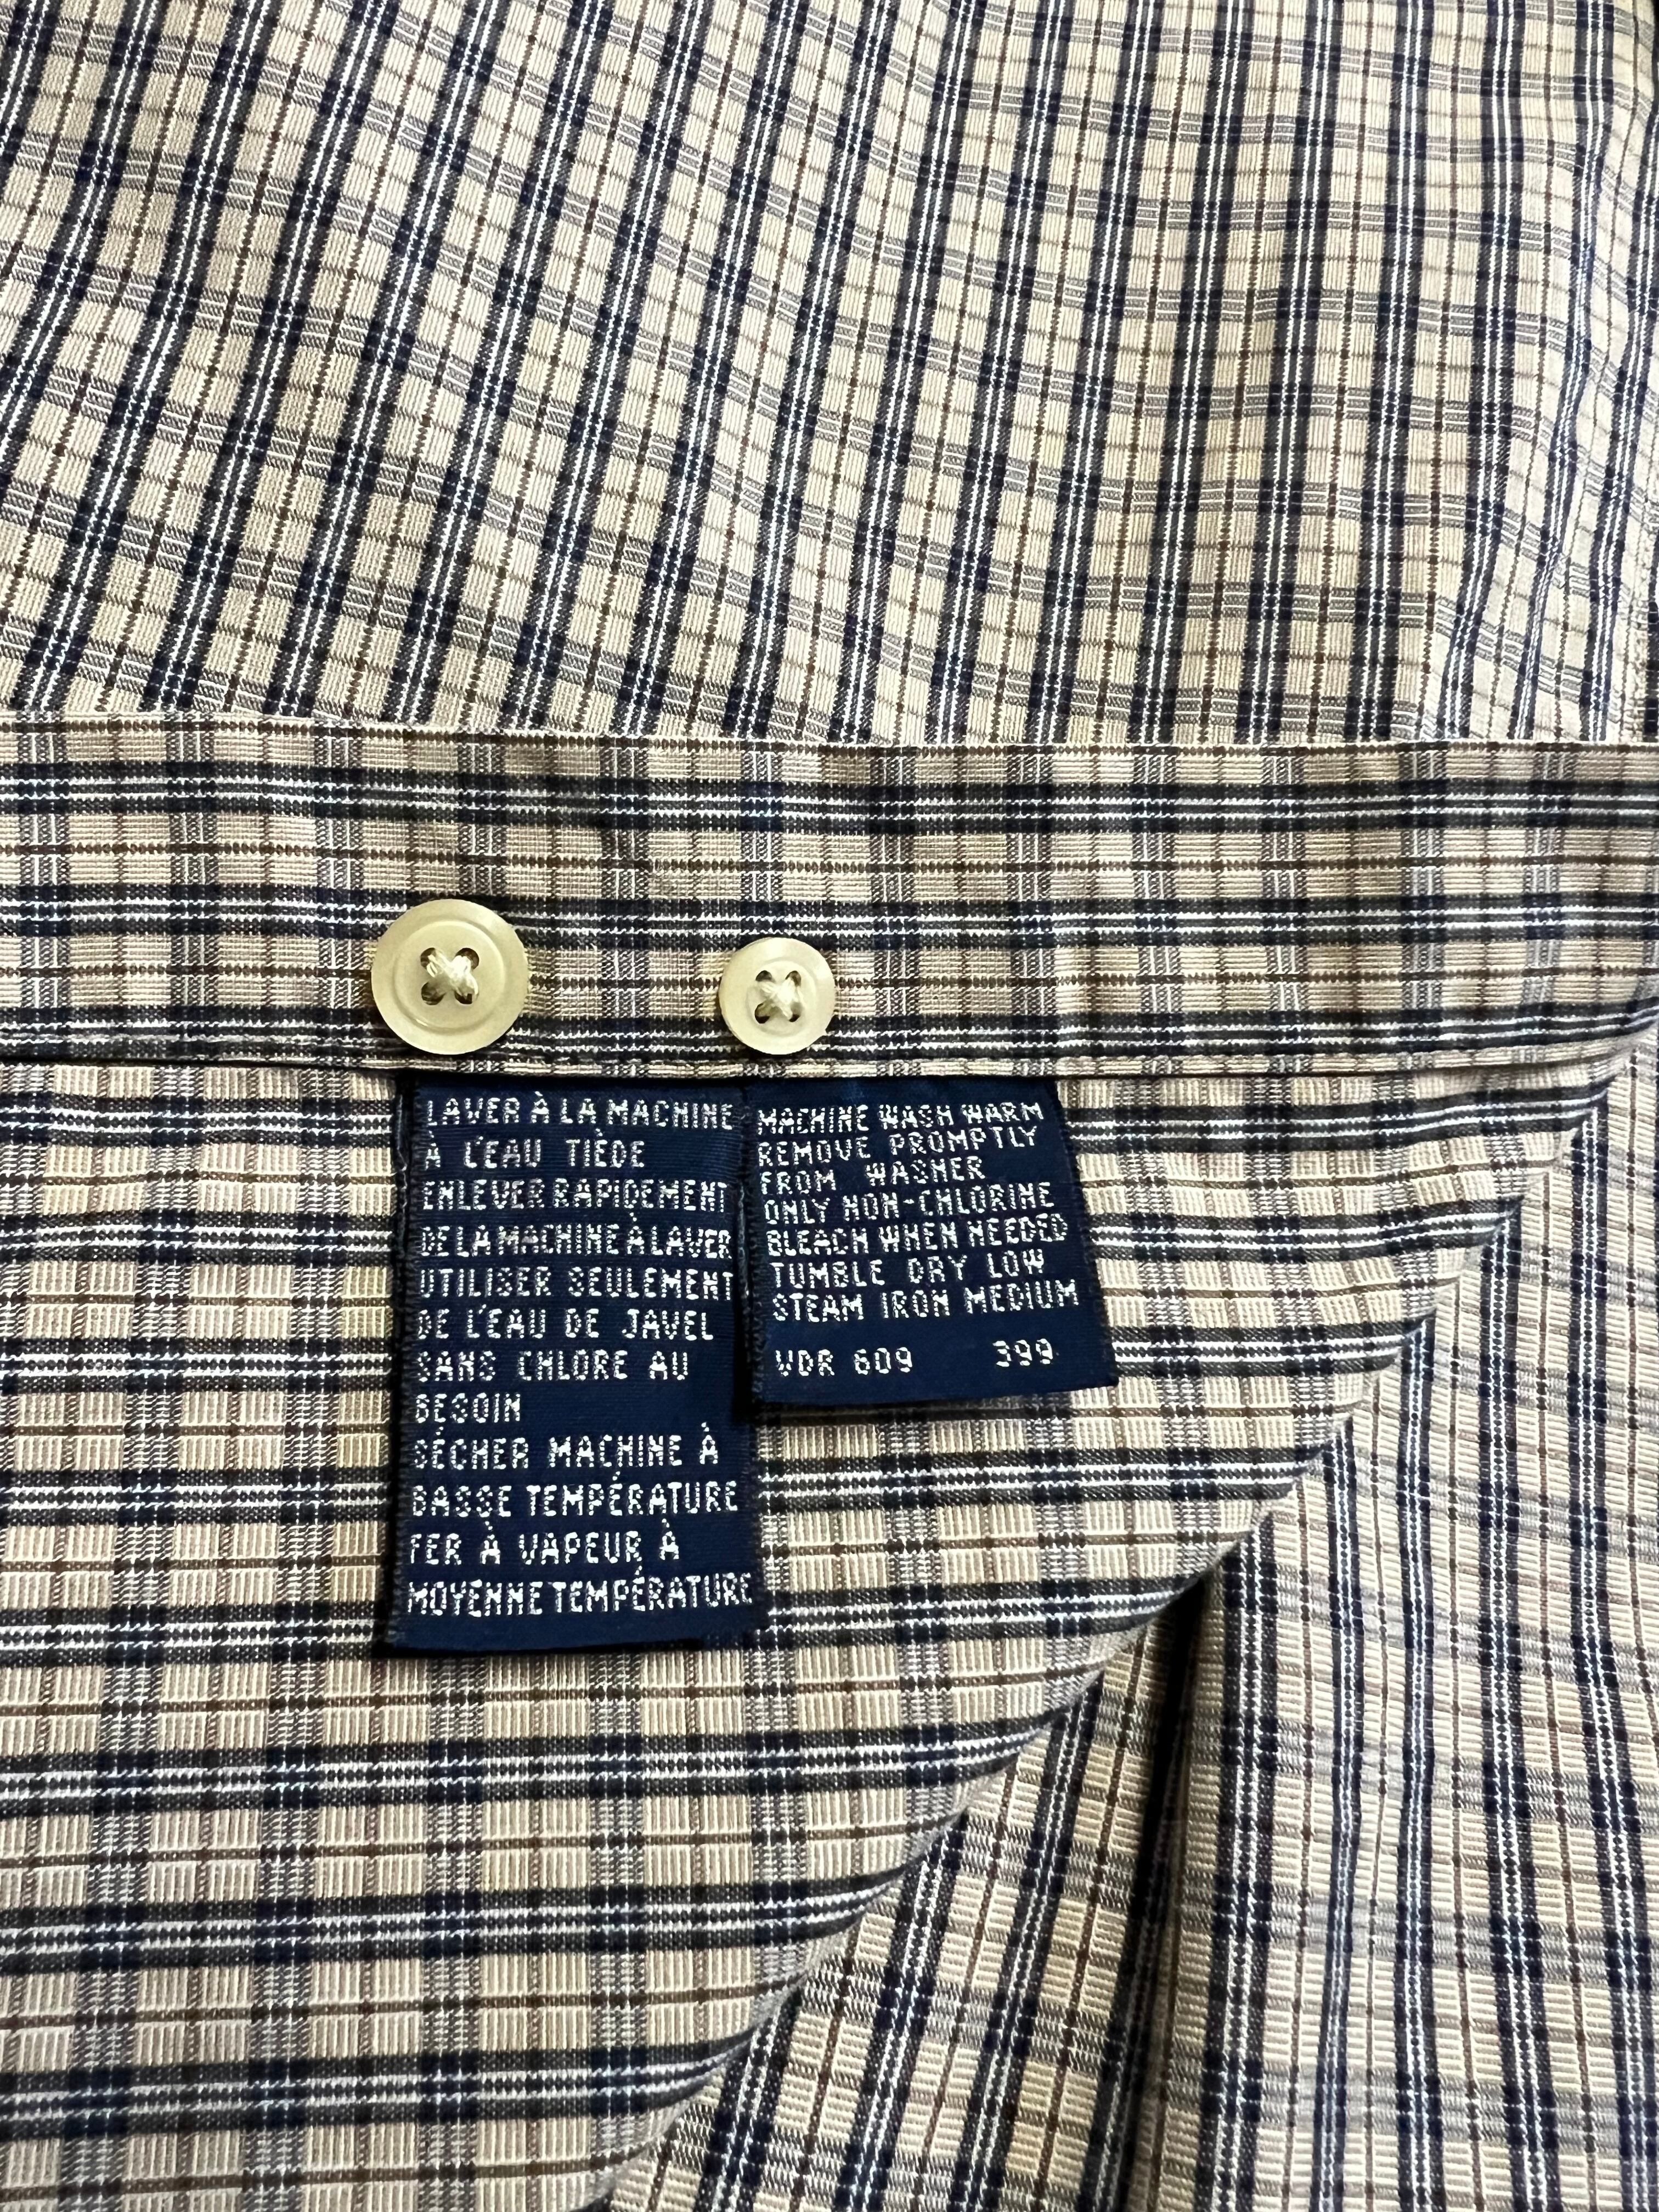 LAVER À LA MACHINE
À L'EAU TIÈDE
ENLEVER RAPIDEMENT
DE LA MACHINE À LAVER
UTILISER SEULEMENT
DE L'EAU DE JAVEL
SANS CHLORE AU
BESOIN
SÉCHER MACHINE À
BASSE TEMPÉRATURE
FER À VAPEUR À
MOYENNE TEMPÉRATURE
MACHINE WASH WARM
REMOVE PROMPTLY
FROM WASHER
ONLY NON-CHLORINE
BLEACH WHEN NEEDED
TUMBLE DRY LOW
STEAM IRON MEDIUM
VDR 609 399